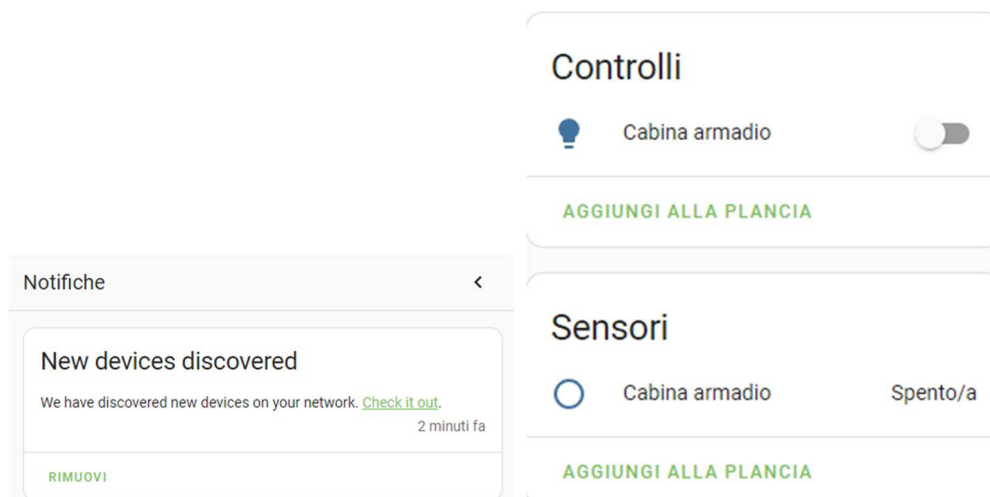 Notifiche
New devices discovered
We have discovered new devices on your network. Check it out.
2 minuti fa
RIMUOVI
Controlli
Cabina armadio
AGGIUNGI ALLA PLANCIA
Sensori
Cabina armadio Spento/a
AGGIUNGI ALLA PLANCIA